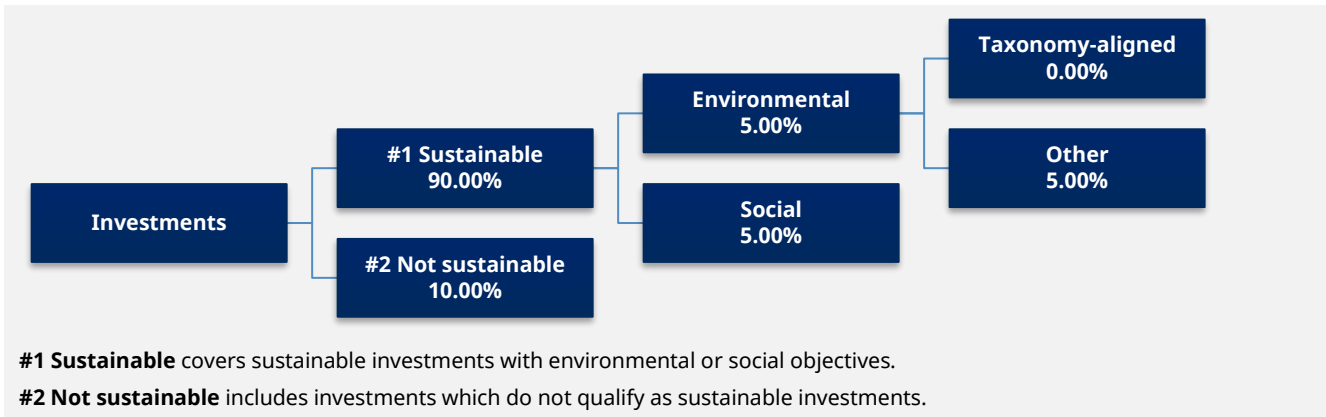 Taxonomy-aligned
0.00%
Environmental
5.00%
#1 Sustainable
90.00%
Other
5.00%
Investments
Social
5.00%
#2 Not sustainable
10.00%
#1 Sustainable covers sustainable investments with environmental or social objectives.
#2 Not sustainable includes investments which do not qualify as sustainable investments.